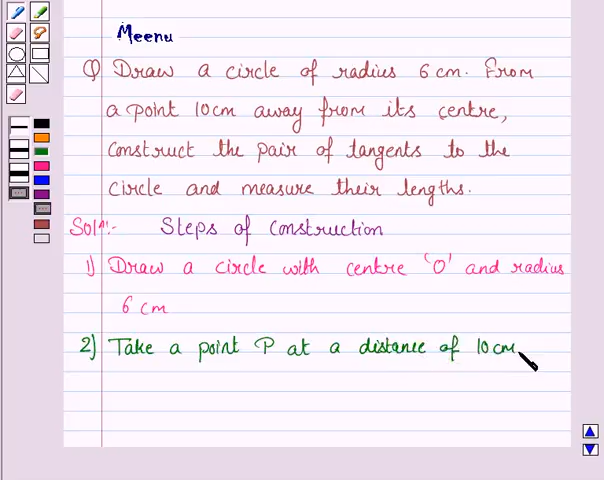 Meenu
Q Draw a circle of radius 6 cm. From
a point 10cm away from its centre,
construct the pair of tangents to the
circle and measure their lengths.
Solⁿ:- Steps of construction
1) Draw a circle with centre 'O' and radius
6 cm
2) Take a point P at a distance of 10 cm